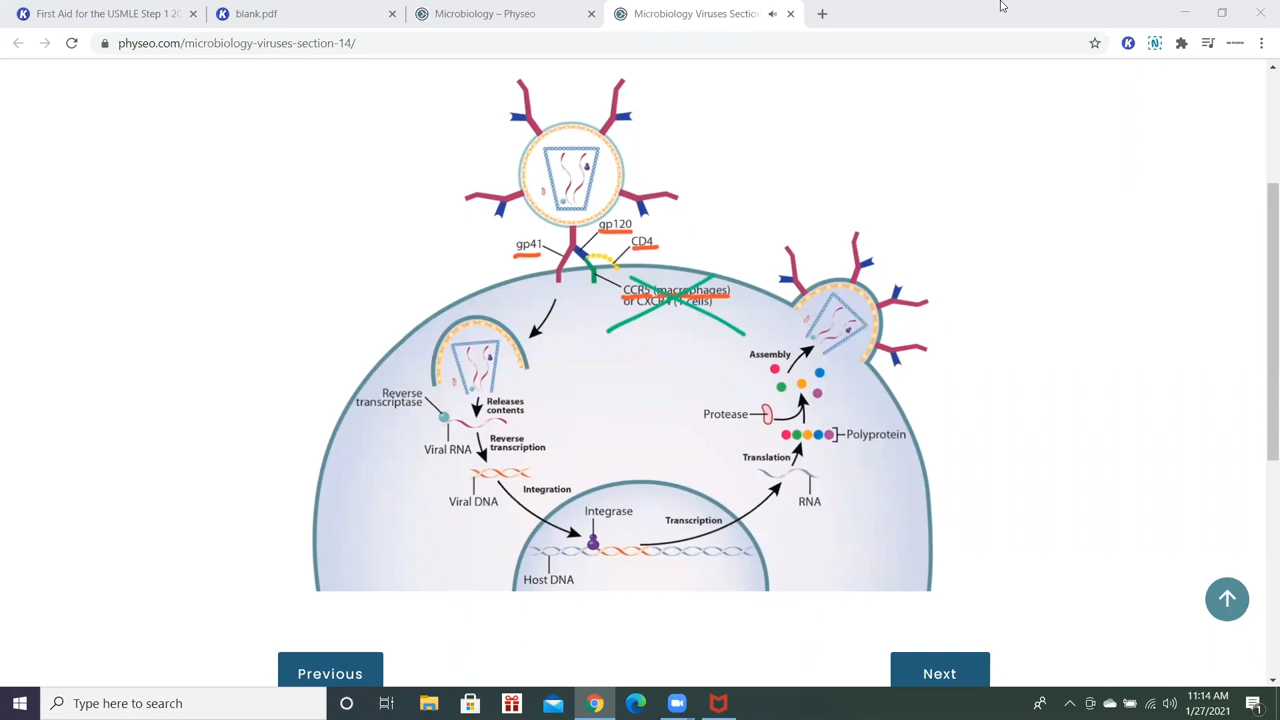 First Aid for the USMLE Step 1 20
blank.pdf
Microbiology – Physeo
Microbiology Viruses Section
physeo.com/microbiology-viruses-section-14/
gp120
gp41
CD4
CCR5 (macrophages)
or CXCR4 (T cells)
Assembly
Reverse
transcriptase
Releases
contents
Protease
Reverse
transcription
Viral RNA
Polyprotein
Translation
Integration
Viral DNA
RNA
Integrase
Transcription
Host DNA
Previous
Next
Type here to search
11:14 AM
1/27/2021
1